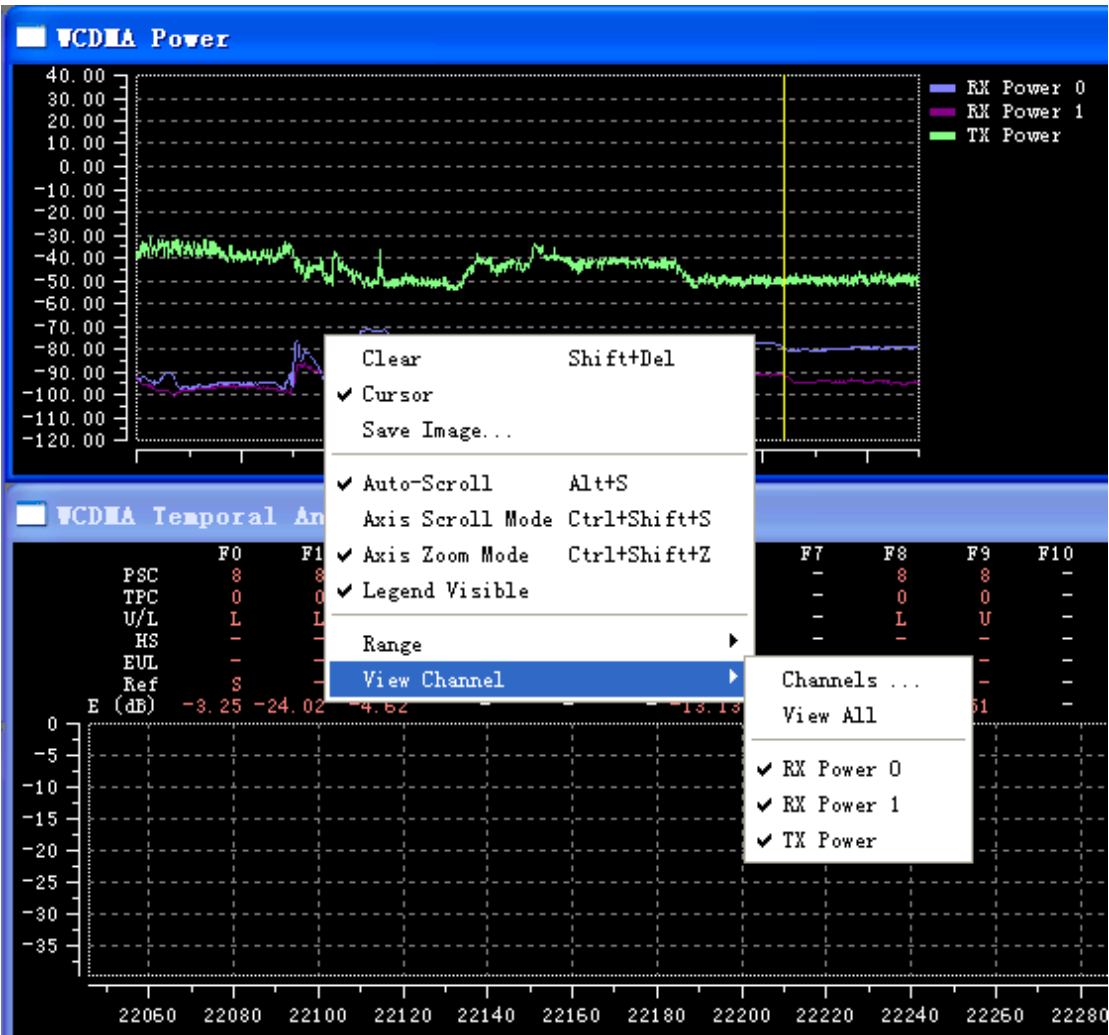 WCDMA Power
40.00
30.00
20.00
10.00
0.00
-10.00
-20.00
-30.00
-40.00
-50.00
-60.00
-70.00
-80.00
-90.00
-100.00
-110.00
-120.00
RX Power 0
RX Power 1
TX Power
Clear Shift+Del
Cursor
Save Image...
Auto-Scroll Alt+S
Axis Scroll Mode Ctrl+Shift+S
Axis Zoom Mode Ctrl+Shift+Z
Legend Visible
Range
View Channel
Channels ...
View All
RX Power 0
RX Power 1
TX Power
WCDMA Temporal An
F0 F1 F7 F8 F9 F10
PSC 8 8 - 8 8 -
TPC 0 0 - 0 0 -
U/L L L - L U -
HS - - - - - -
EUL - - - -
Ref S - - -
E (dB) -3.25 -24.02 -4.62 - - - -13.13 51 -
0
-5
-10
-15
-20
-25
-30
-35
22060 22080 22100 22120 22140 22160 22180 22200 22220 22240 22260 22280